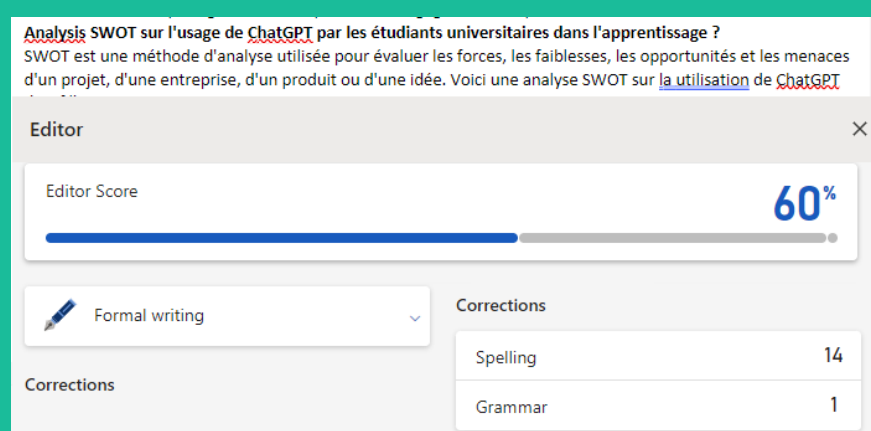 Analysis SWOT sur l'usage de ChatGPT par les étudiants universitaires dans l'apprentissage ?
SWOT est une méthode d'analyse utilisée pour évaluer les forces, les faiblesses, les opportunités et les menaces
d'un projet, d'une entreprise, d'un produit ou d'une idée. Voici une analyse SWOT sur la utilisation de ChatGPT
Editor
Editor Score
60%
Formal writing
Corrections
Corrections
Spelling 14
Grammar 1